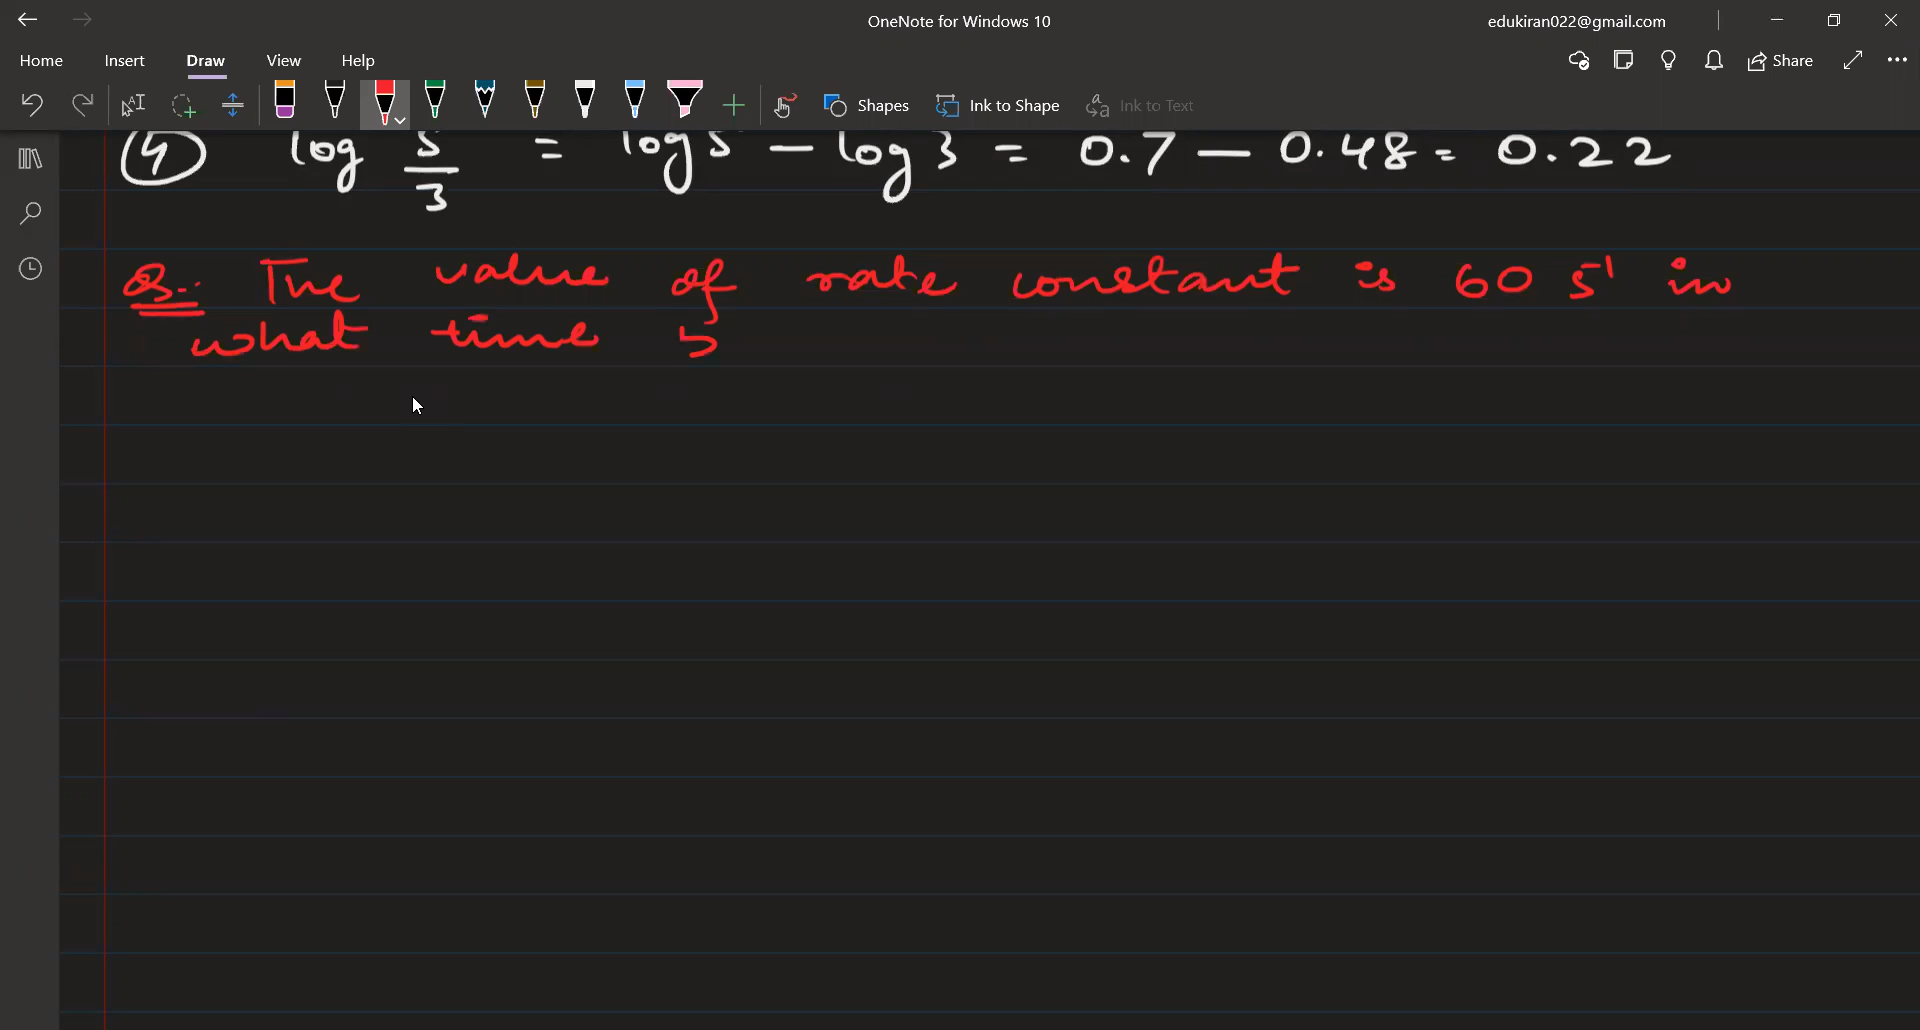 OneNote for Windows 10
edukiran022@gmail.com
Home Insert Draw View Help
Share
Shapes Ink to Shape Ink to Text
(4) log 5/3 = log 5 - log 3 = 0.7 - 0.48 = 0.22
Q:- The value of rate constant is 60 s¹ in
what time 5